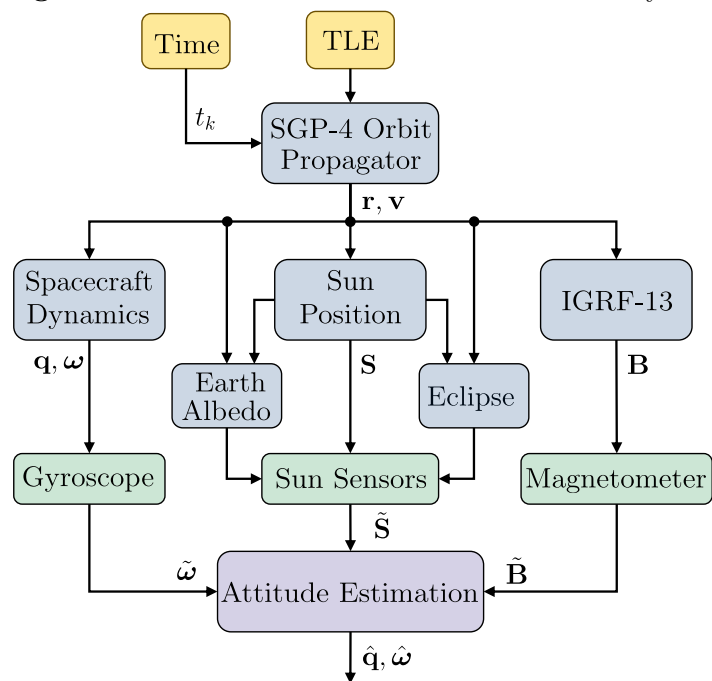 Time
TLE
t_k
SGP-4 Orbit
Propagator
r, v
Spacecraft
Dynamics
Sun
Position
IGRF-13
q, ω
S
B
Earth
Albedo
Eclipse
Gyroscope
Sun Sensors
Magnetometer
S̃
ω̃
B̃
Attitude Estimation
q̂, ω̂